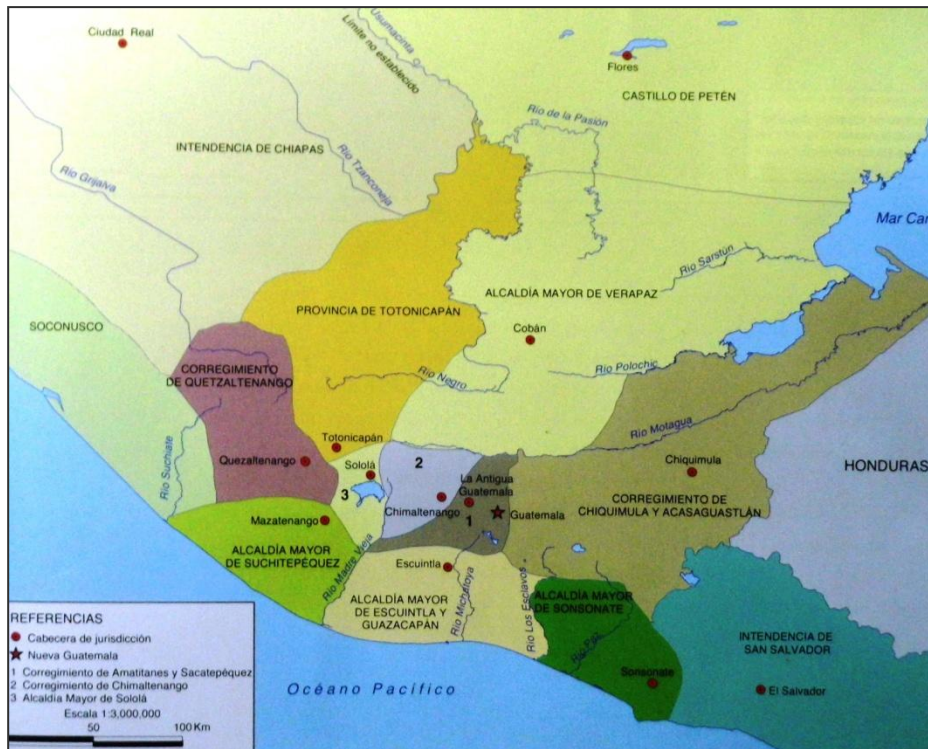 Ciudad Real
Usumacinta
Límite no establecido
Flores
CASTILLO DE PETÉN
Río de la Pasión
INTENDENCIA DE CHIAPAS
Río Tzanconeja
Río Grijalva
Mar Car
Río Sarstún
ALCALDÍA MAYOR DE VERAPAZ
PROVINCIA DE TOTONICAPÁN
SOCONUSCO
Cobán
CORREGIMIENTO
DE QUETZALTENANGO
Río Negro
Río Polochic
Río Motagua
Río Suchiate
Totonicapán
Quezaltenango
Sololá
2
3
La Antigua
Guatemala
Chimaltenango
1
Guatemala
Chiquimula
HONDURAS
CORREGIMIENTO DE
CHIQUIMULA Y ACASAGUASTLÁN
Mazatenango
ALCALDÍA MAYOR
DE SUCHITEPÉQUEZ
Río Madre Vieja
Escuintla
ALCALDÍA MAYOR
DE ESCUINTLA Y
GUAZACAPÁN
Río Michatoya
Río Los Esclavos
ALCALDÍA MAYOR
DE SONSONATE
Río Paz
Sonsonate
INTENDENCIA DE
SAN SALVADOR
El Salvador
Océano Pacífico
REFERENCIAS
Cabecera de jurisdicción
Nueva Guatemala
1 Corregimiento de Amatitanes y Sacatepéquez
2 Corregimiento de Chimaltenango
3 Alcaldía Mayor de Sololá
Escala 1:3,000,000
50 100 Km